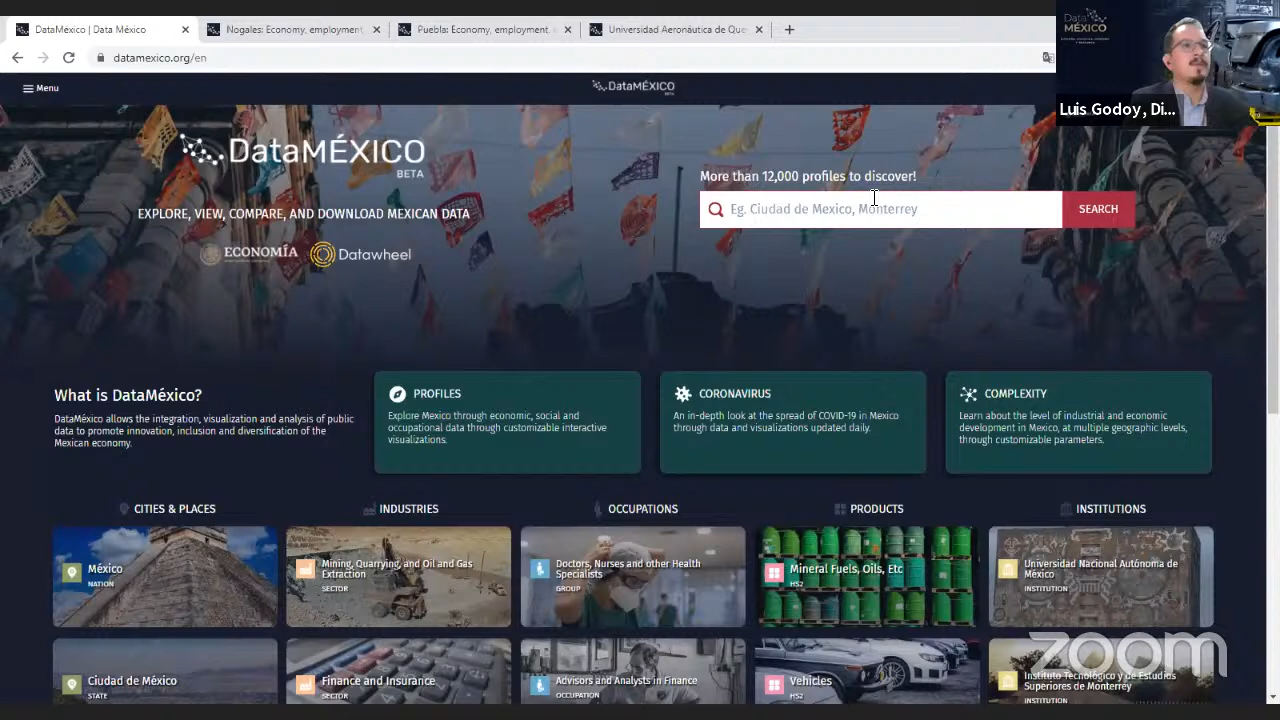 DataMéxico | Data México
Nogales: Economy, employment
Puebla: Economy, employment,
Universidad Aeronáutica de Que
datamexico.org/en
Menu
DataMÉXICO
BETA
Data
MÉXICO
Luis Godoy, Di...
DataMÉXICO
BETA
EXPLORE, VIEW, COMPARE, AND DOWNLOAD MEXICAN DATA
ECONOMÍA
Datawheel
More than 12,000 profiles to discover!
Eg. Ciudad de Mexico, Monterrey
SEARCH
What is DataMéxico?
DataMéxico allows the integration, visualization and analysis of public
data to promote innovation, inclusion and diversification of the
Mexican economy.
PROFILES
Explore Mexico through economic, social and
occupational data through customizable interactive
visualizations.
CORONAVIRUS
An in-depth look at the spread of COVID-19 in Mexico
through data and visualizations updated daily.
COMPLEXITY
Learn about the level of industrial and economic
development in Mexico, at multiple geographic levels,
through customizable parameters.
CITIES & PLACES
INDUSTRIES
OCCUPATIONS
PRODUCTS
INSTITUTIONS
México
NATION
Mining, Quarrying, and Oil and Gas
Extraction
SECTOR
Doctors, Nurses and other Health
Specialists
GROUP
Mineral Fuels, Oils, Etc
HS2
Universidad Nacional Autónoma de
México
INSTITUTION
Ciudad de México
STATE
Finance and Insurance
SECTOR
Advisors and Analysts in Finance
OCCUPATION
Vehicles
HS2
Instituto Tecnológico y de Estudios
Superiores de Monterrey
INSTITUTION
zoom